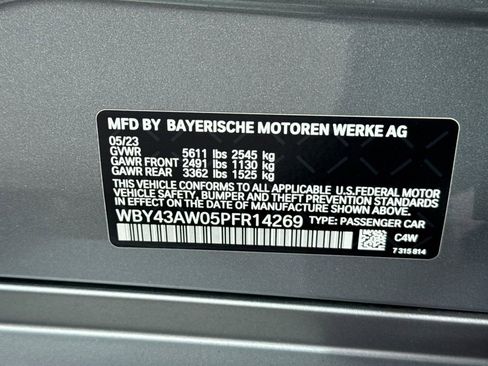 MFD BY BAYERISCHE MOTOREN WERKE AG
05/23
GVWR 5611 lbs 2545 kg
GAWR FRONT 2491 lbs 1130 kg
GAWR REAR 3362 lbs 1525 kg
THIS VEHICLE CONFORMS TO ALL APPLICABLE U.S.FEDERAL MOTOR
VEHICLE SAFETY, BUMPER, AND THEFT PREVENTION STANDARDS
IN EFFECT ON THE DATE OF MANUFACTURE SHOWN ABOVE.
WBY43AW05PFR14269 TYPE: PASSENGER CAR
C4W
7 315 814